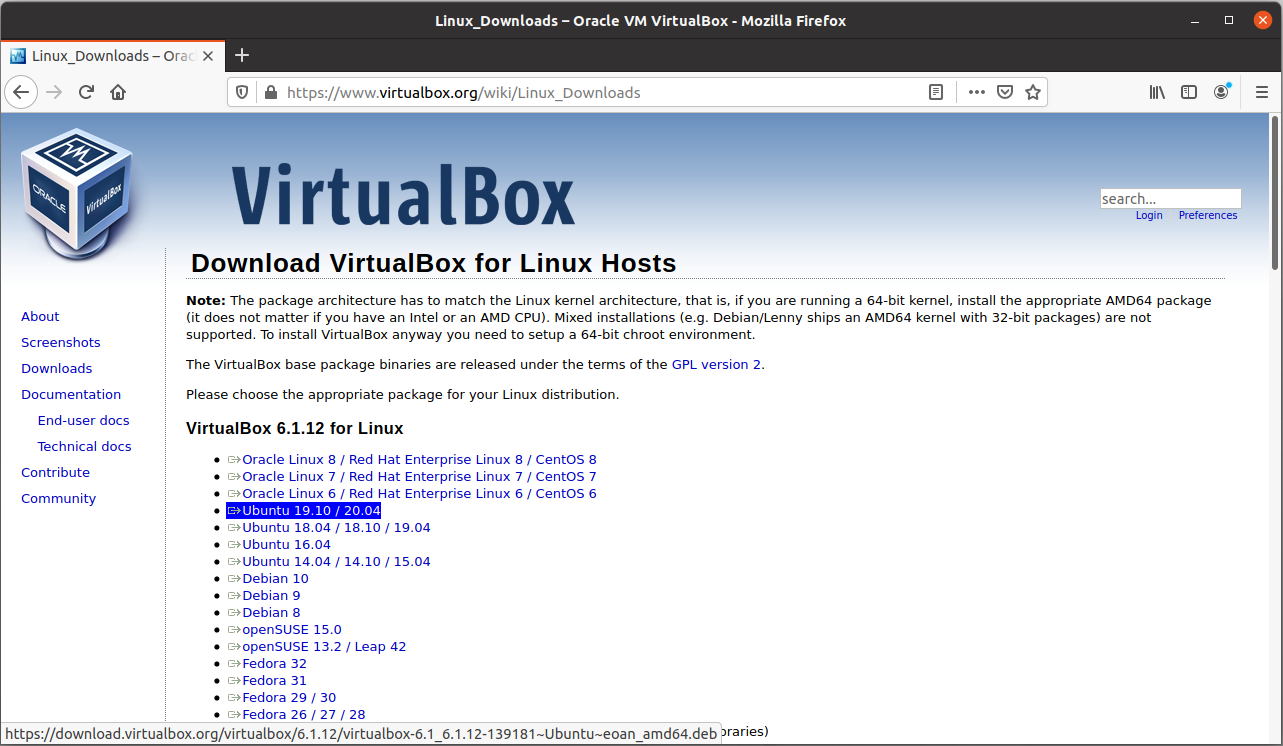 Linux_Downloads – Oracle VM VirtualBox - Mozilla Firefox
Linux_Downloads – Orac
https://www.virtualbox.org/wiki/Linux_Downloads
ORACLE
VirtualBox
VirtualBox
search...
Login Preferences
About
Screenshots
Downloads
Documentation
End-user docs
Technical docs
Contribute
Community
Download VirtualBox for Linux Hosts
Note: The package architecture has to match the Linux kernel architecture, that is, if you are running a 64-bit kernel, install the appropriate AMD64 package
(it does not matter if you have an Intel or an AMD CPU). Mixed installations (e.g. Debian/Lenny ships an AMD64 kernel with 32-bit packages) are not
supported. To install VirtualBox anyway you need to setup a 64-bit chroot environment.
The VirtualBox base package binaries are released under the terms of the GPL version 2.
Please choose the appropriate package for your Linux distribution.
VirtualBox 6.1.12 for Linux
Oracle Linux 8 / Red Hat Enterprise Linux 8 / CentOS 8
Oracle Linux 7 / Red Hat Enterprise Linux 7 / CentOS 7
Oracle Linux 6 / Red Hat Enterprise Linux 6 / CentOS 6
Ubuntu 19.10 / 20.04
Ubuntu 18.04 / 18.10 / 19.04
Ubuntu 16.04
Ubuntu 14.04 / 14.10 / 15.04
Debian 10
Debian 9
Debian 8
openSUSE 15.0
openSUSE 13.2 / Leap 42
Fedora 32
Fedora 31
Fedora 29 / 30
Fedora 26 / 27 / 28
https://download.virtualbox.org/virtualbox/6.1.12/virtualbox-6.1_6.1.12-139181~Ubuntu~eoan_amd64.deb